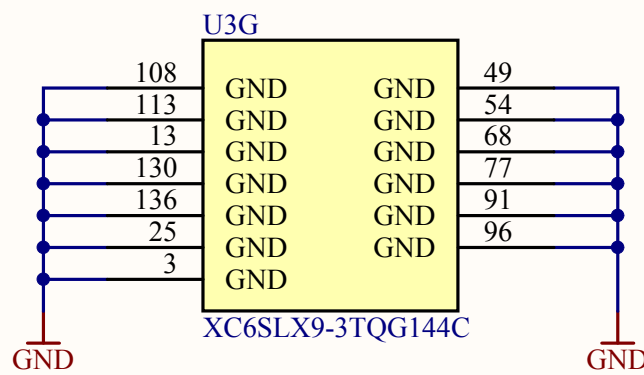 U3G
108 GND GND 49
113 GND GND 54
13 GND GND 68
130 GND GND 77
136 GND GND 91
25 GND GND 96
3 GND
XC6SLX9-3TQG144C
GND GND